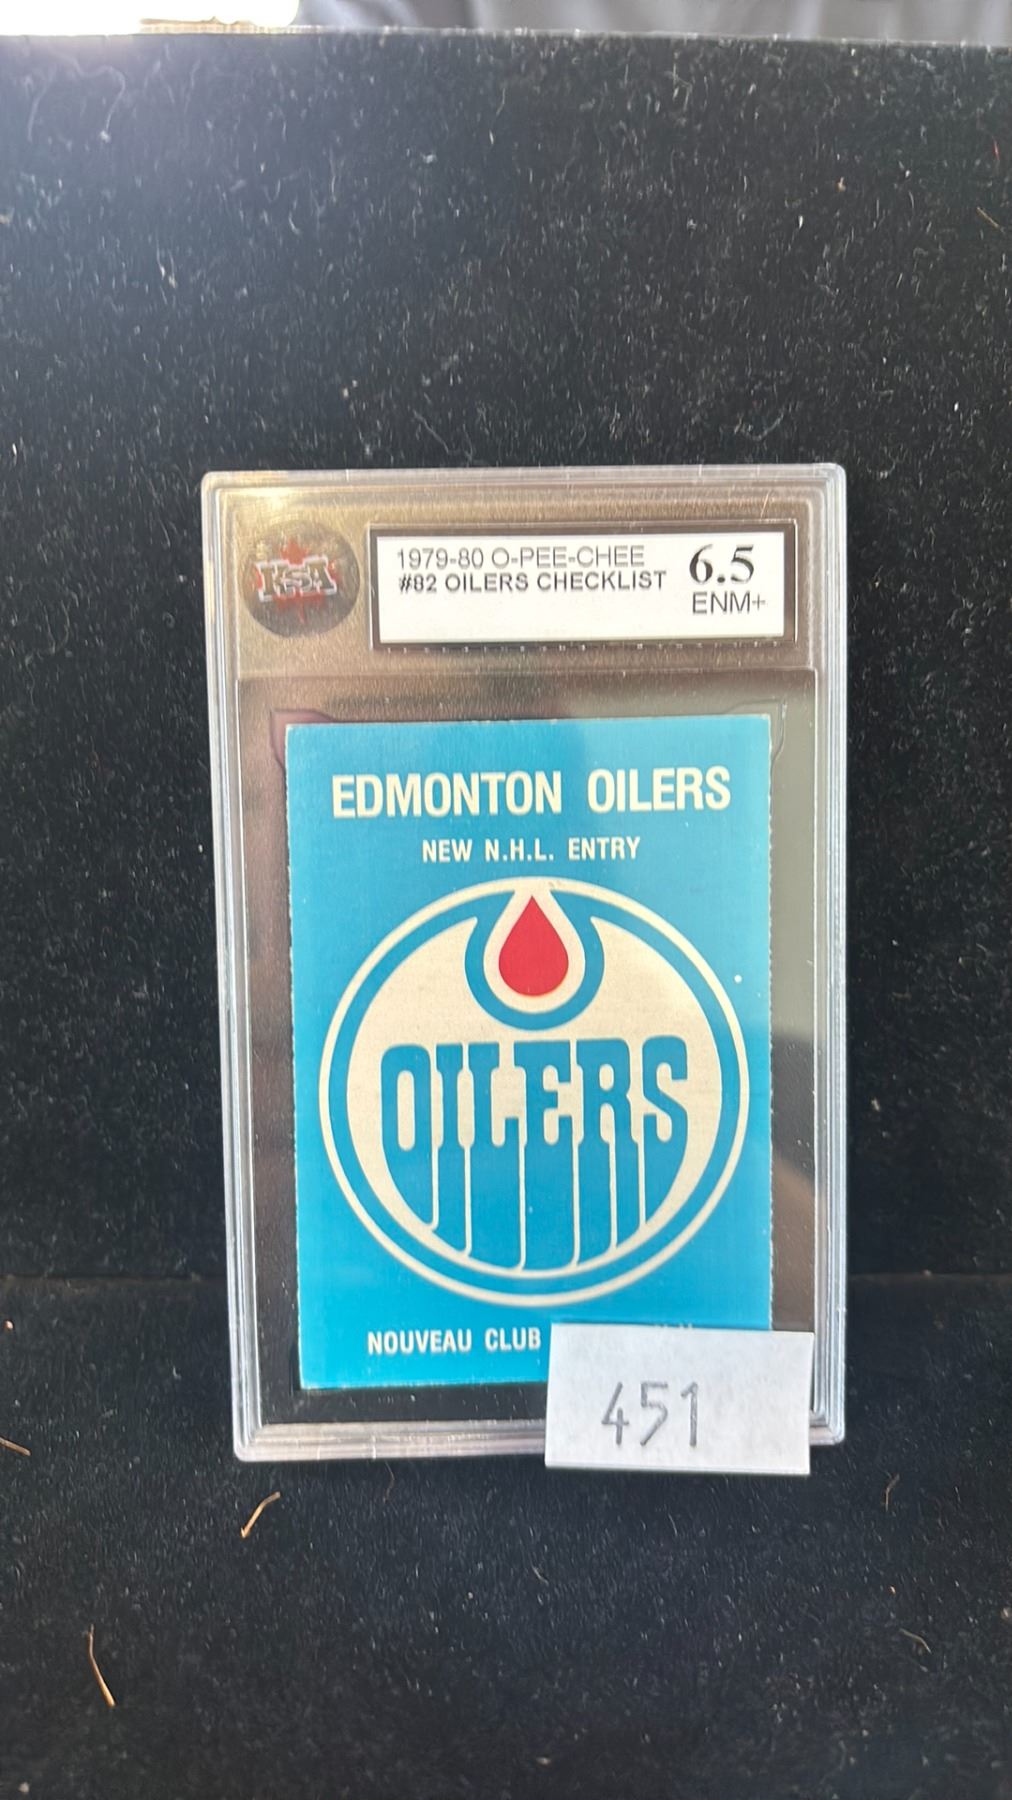 KSA
1979-80 O-PEE-CHEE
#82 OILERS CHECKLIST
6.5
ENM+
EDMONTON OILERS
NEW N.H.L. ENTRY
OILERS
NOUVEAU CLUB
451